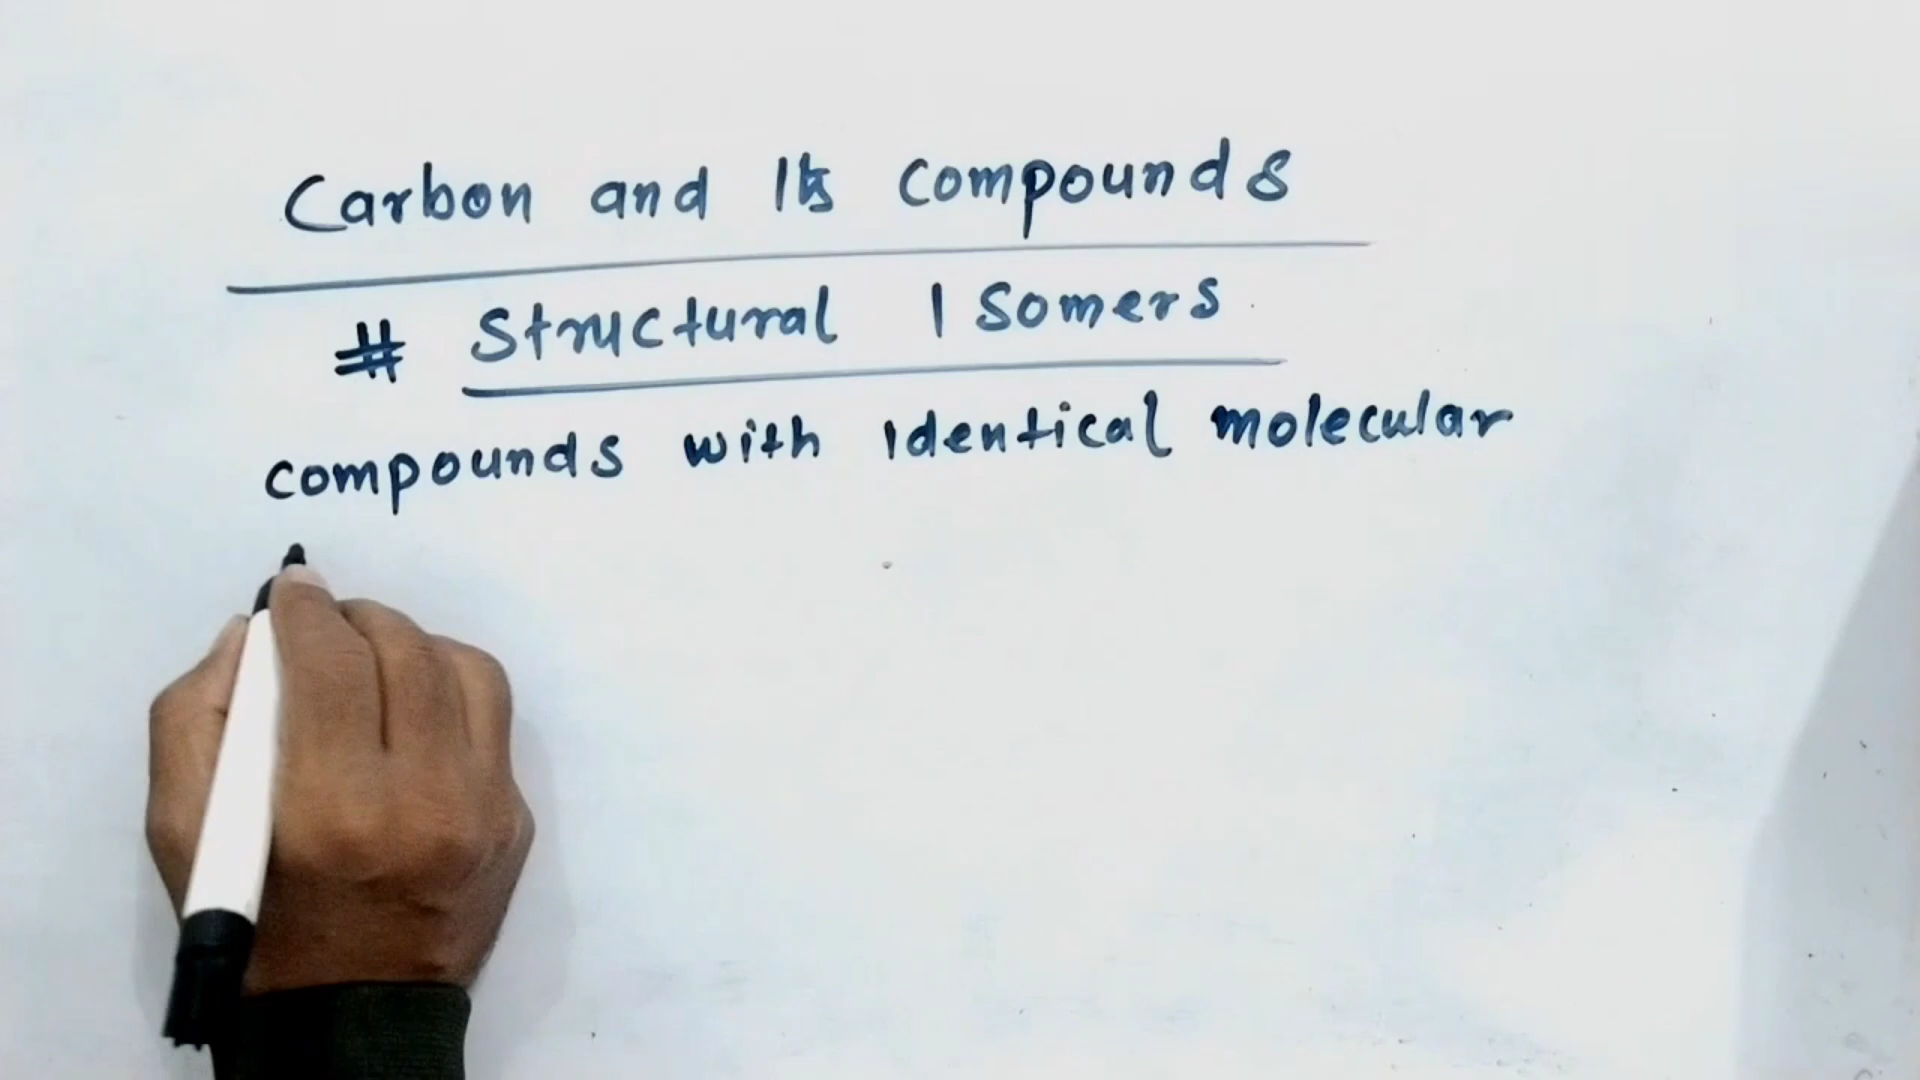 Carbon and Its Compounds
# Structural Isomers
compounds with identical molecular